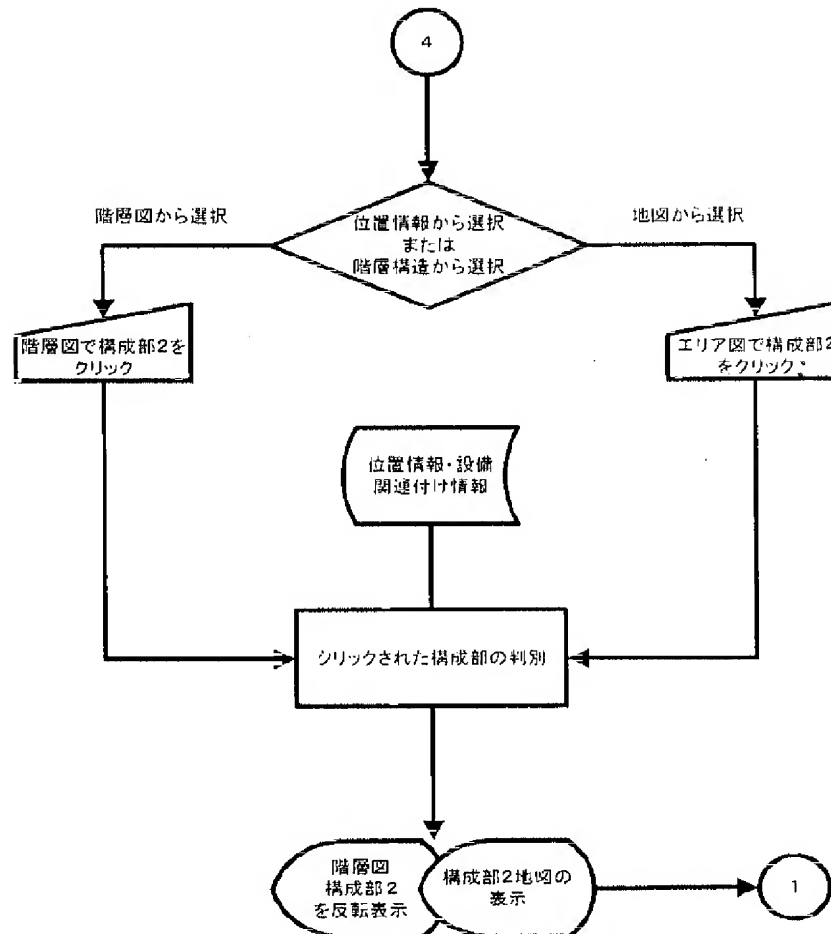 4
位置情報から選択
または
階層構造から選択
階層図から選択
地図から選択
階層図で構成部2を
クリック
エリア図で構成部2
をクリック
位置情報・設備
関連付け情報
クリックされた構成部の判別
階層図
構成部2
を反転表示
構成部2地図の
表示
1